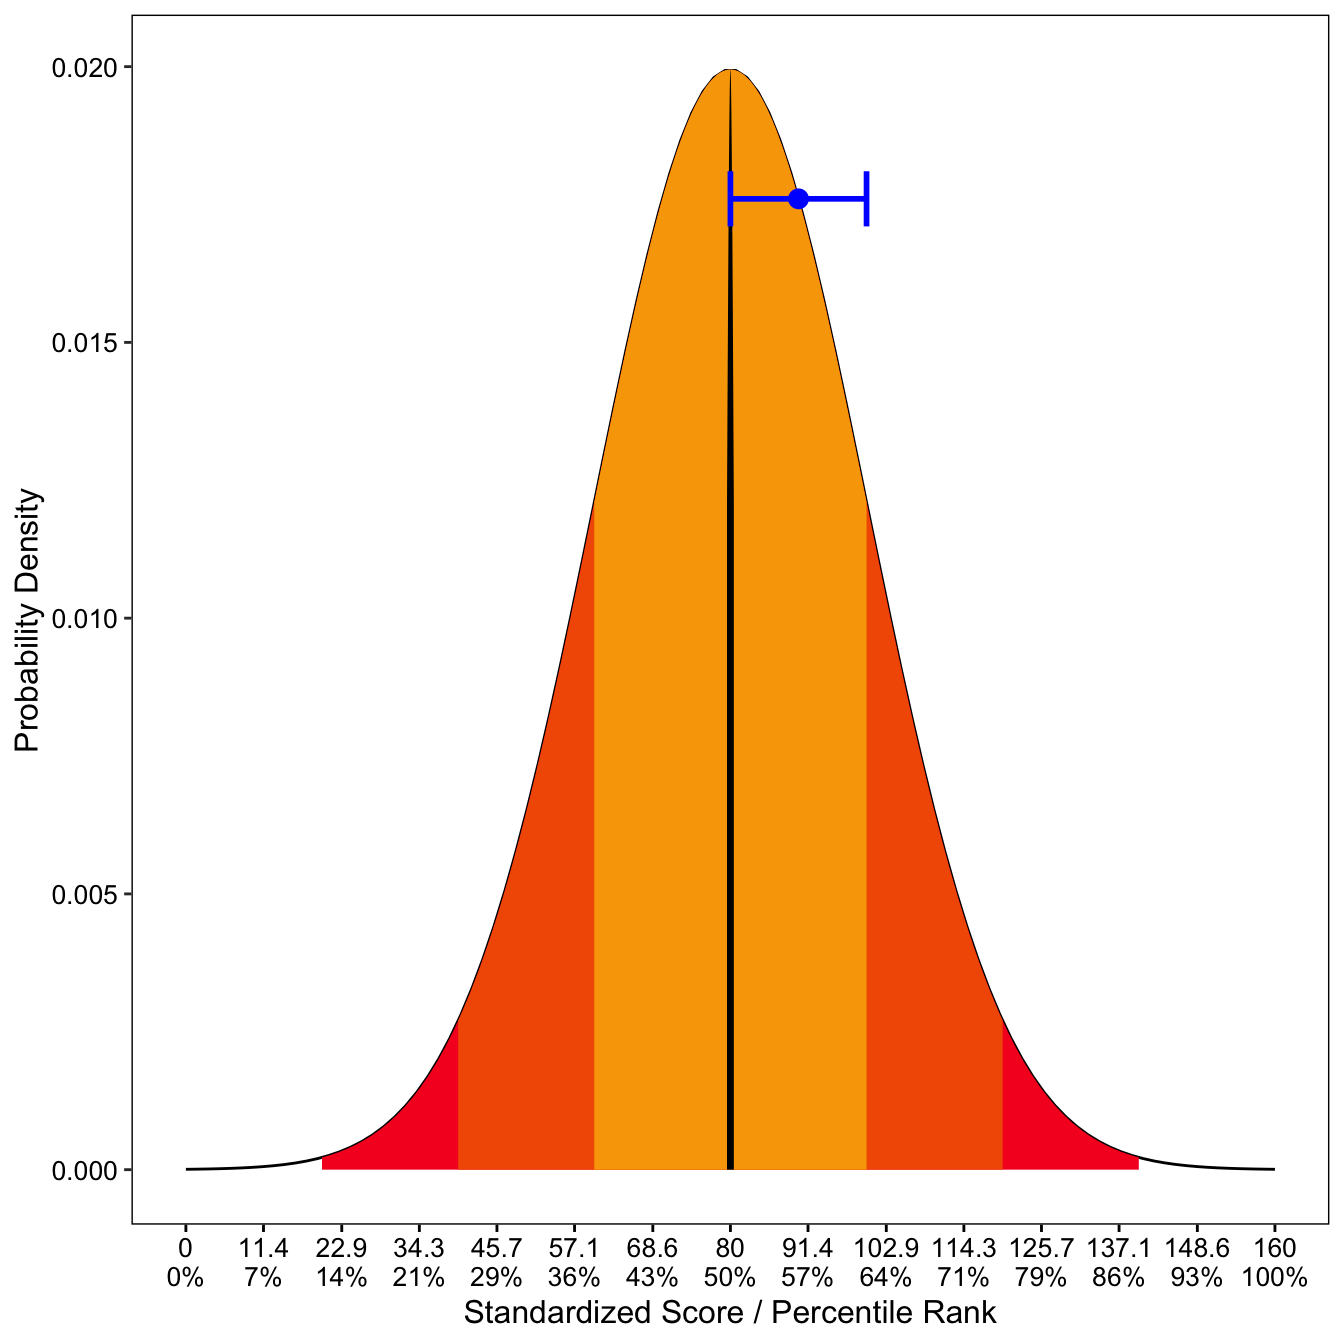 0.020
0.015
0.010
0.005
0.000
Probability Density
0 11.4 22.9 34.3 45.7 57.1 68.6 80 91.4 102.9 114.3 125.7 137.1 148.6 160
0% 7% 14% 21% 29% 36% 43% 50% 57% 64% 71% 79% 86% 93% 100%
Standardized Score / Percentile Rank